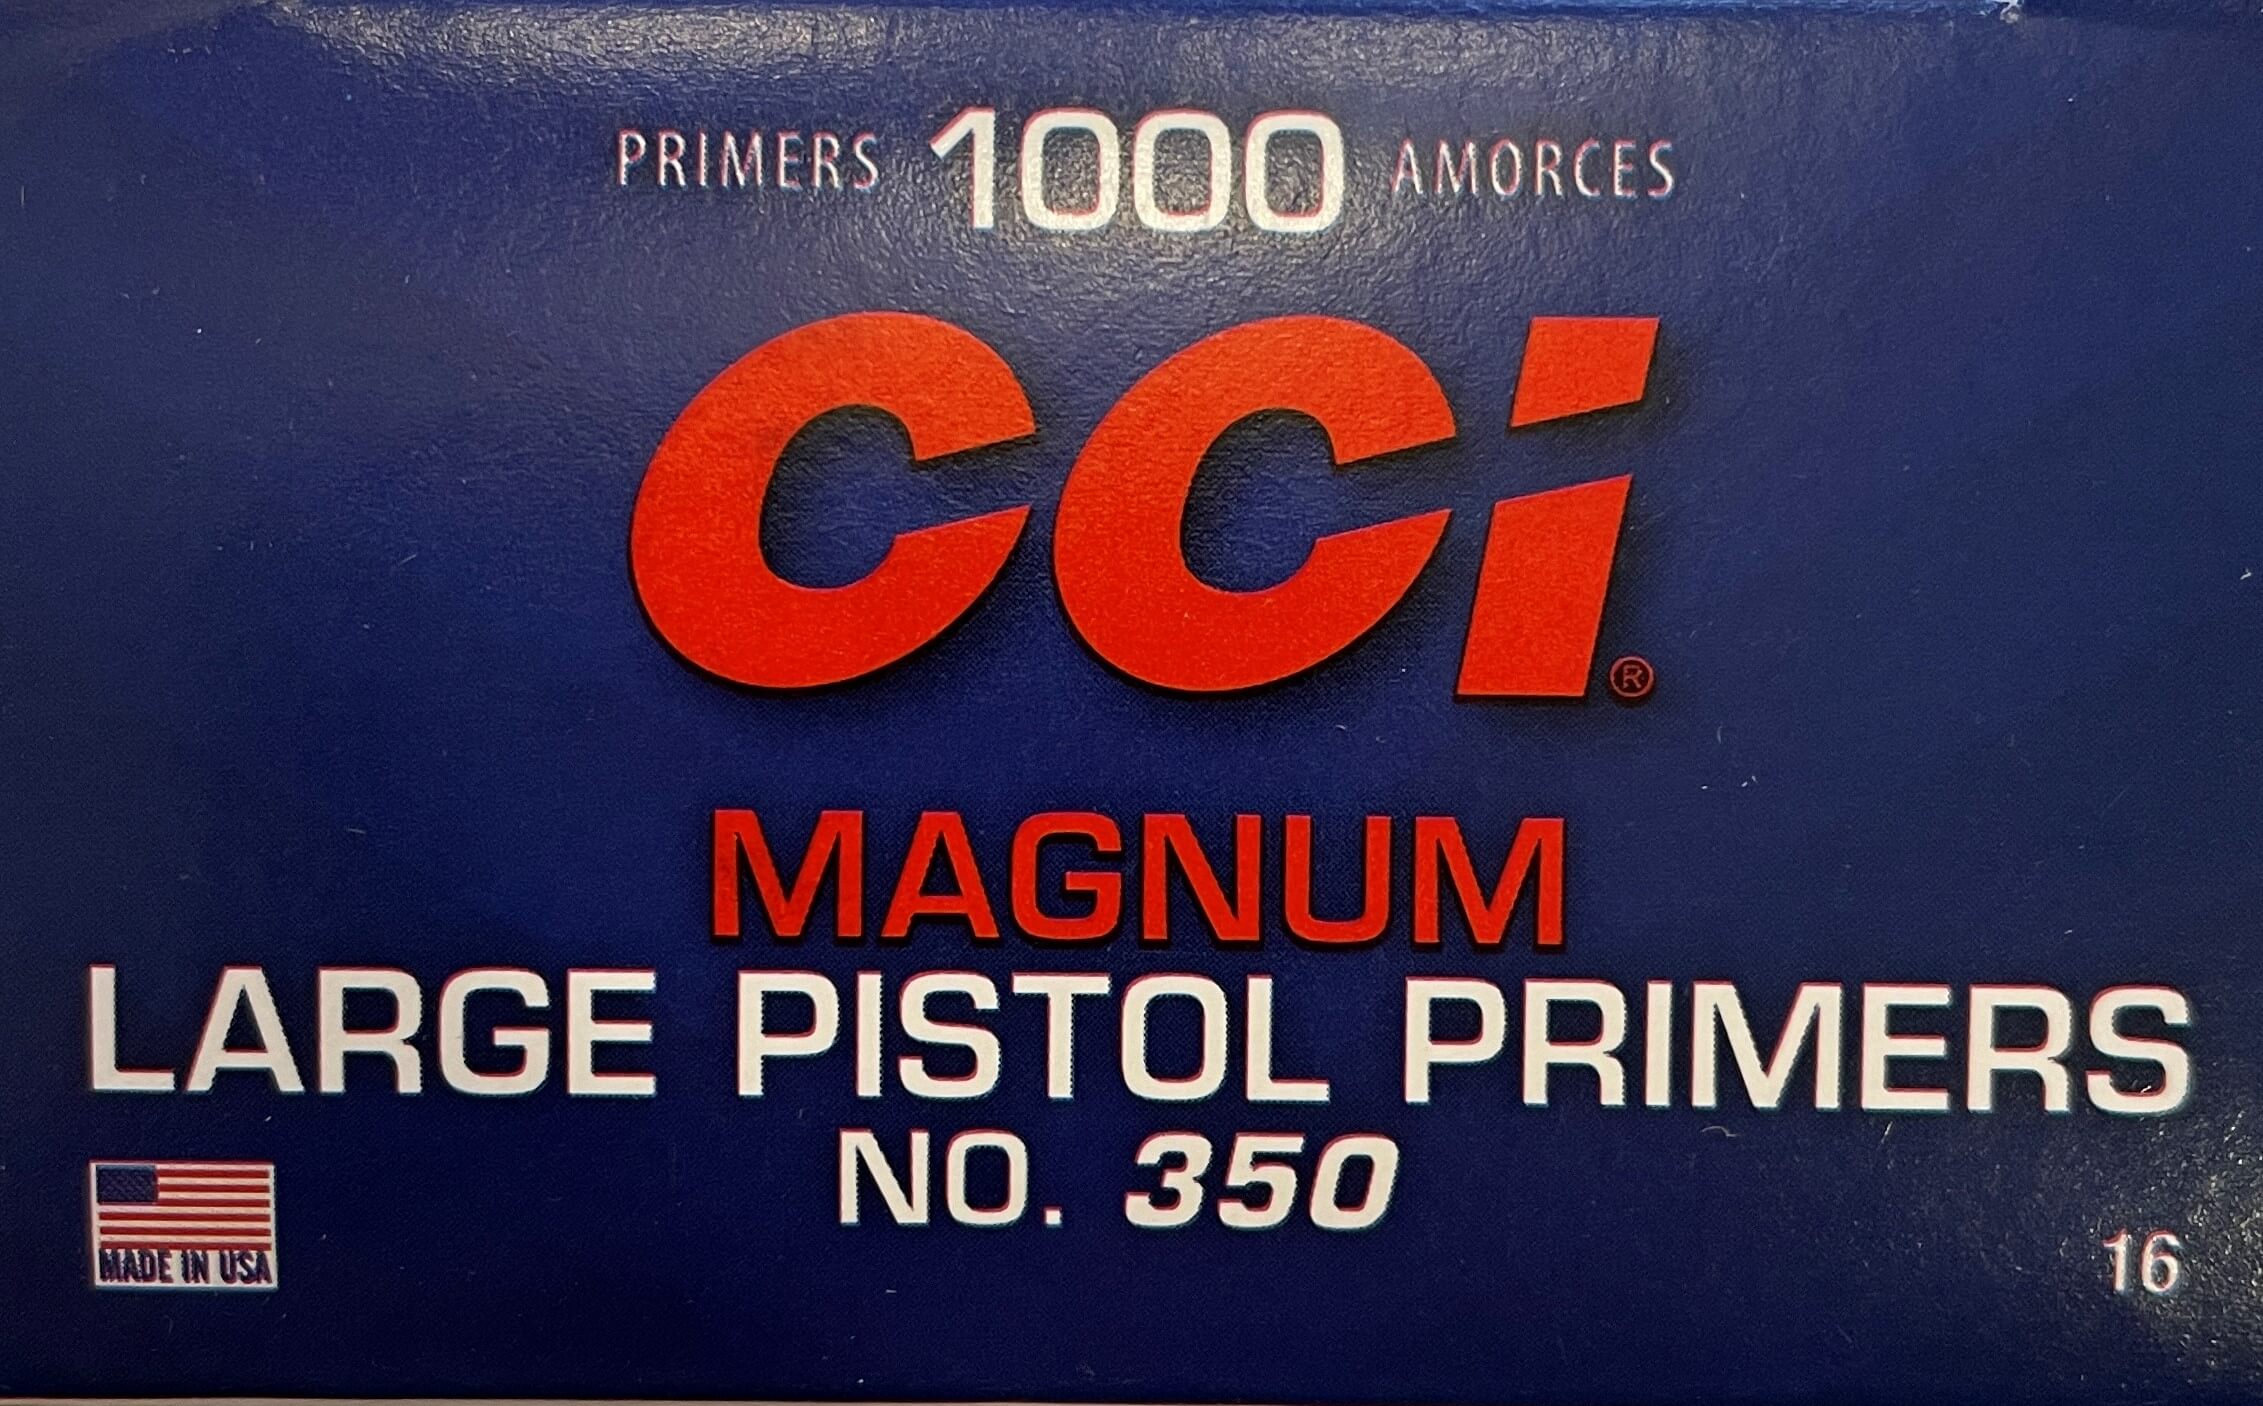 PRIMERS 1000 AMORCES
CCi®
MAGNUM
LARGE PISTOL PRIMERS
NO. 350
MADE IN USA
16